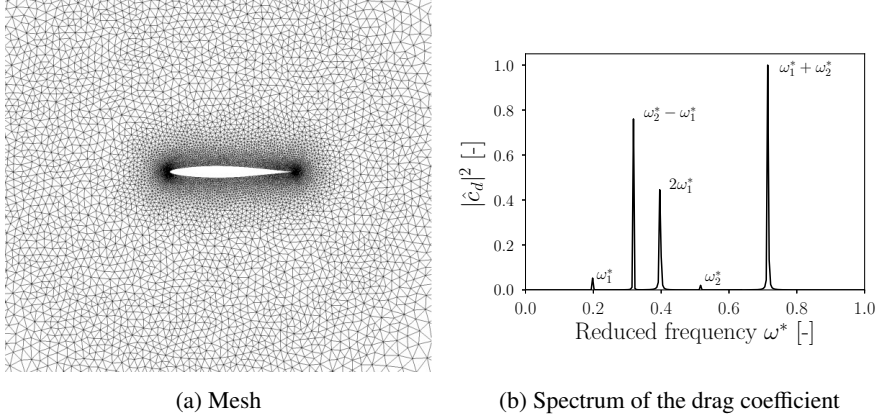 1.0
0.8
0.6
0.4
0.2
0.0
|ĉ_d|² [-]
ω₁* + ω₂*
ω₂* − ω₁*
2ω₁*
ω₁*
ω₂*
0.0 0.2 0.4 0.6 0.8 1.0
Reduced frequency ω* [-]
(a) Mesh
(b) Spectrum of the drag coefficient